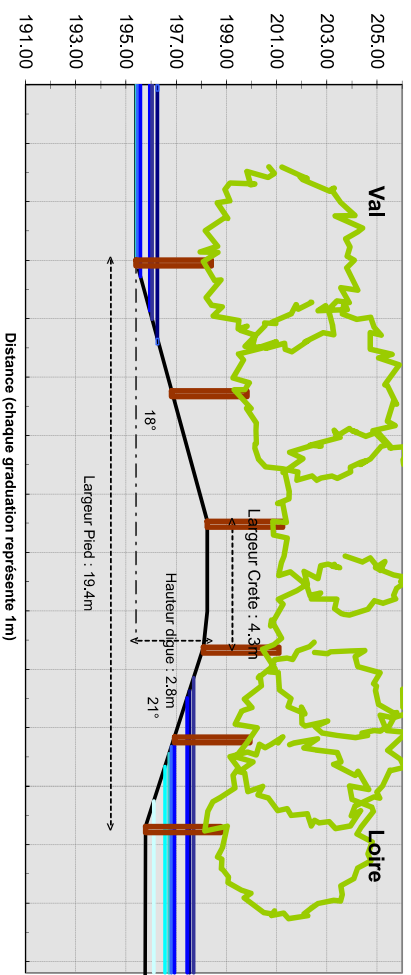 205.00
203.00
201.00
199.00
197.00
195.00
193.00
191.00
Val
Loire
Largeur Crete : 4.3m
Hauteur digue : 2.8m
18°
21°
Largeur Pied : 19.4m
Distance (chaque graduation représente 1m)